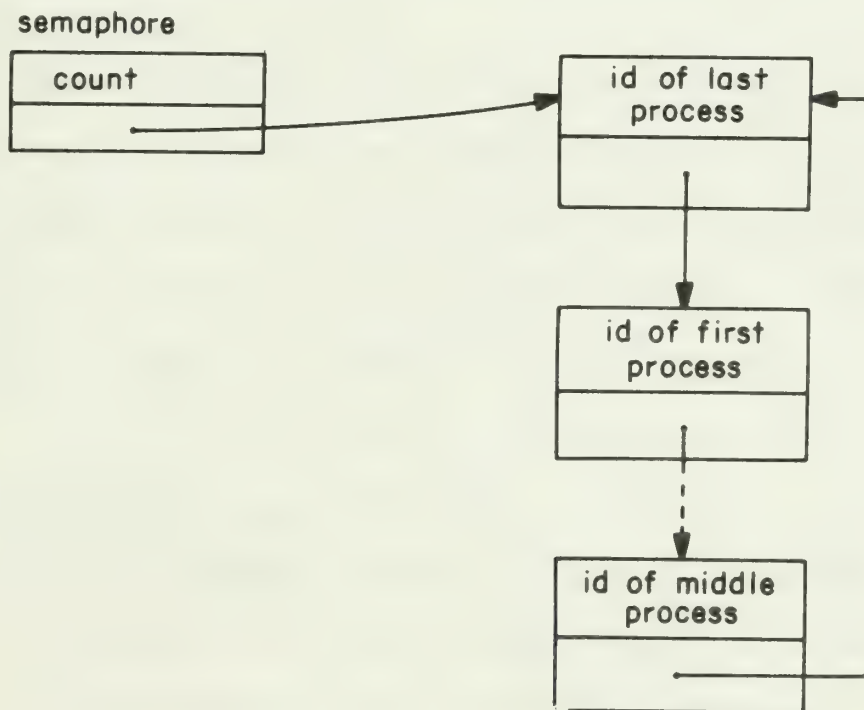 semaphore
count
id of last
process
id of first
process
id of middle
process